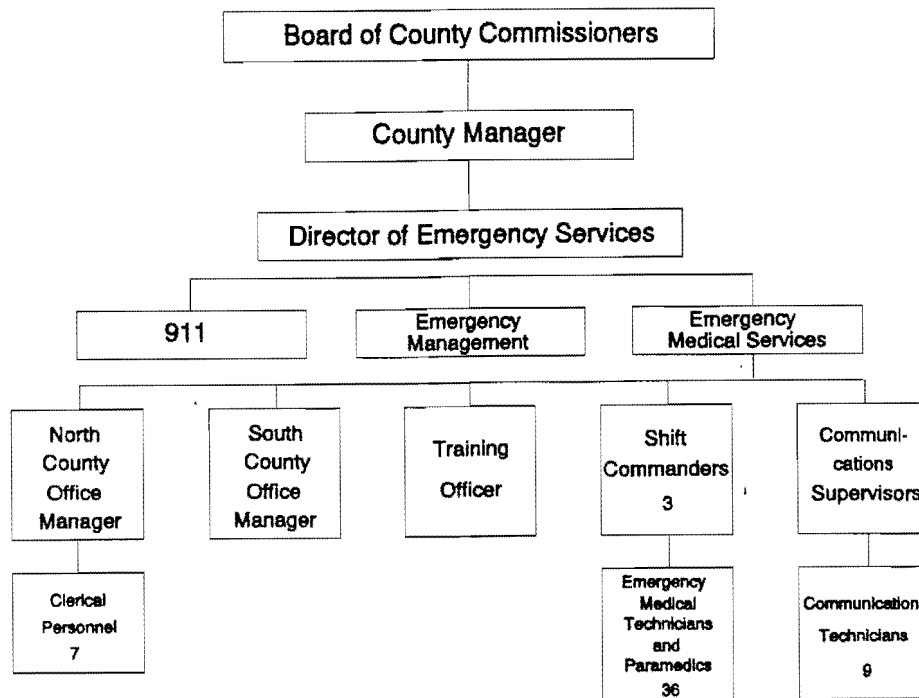 Board of County Commissioners
County Manager
Director of Emergency Services
911
Emergency
Management
Emergency
Medical Services
North
County
Office
Manager
South
County
Office
Manager
Training
Officer
Shift
Commanders
3
Communi-
cations
Supervisors
Clerical
Personnel
7
Emergency
Medical
Technicians
and
Paramedics
36
Communication
Technicians
9